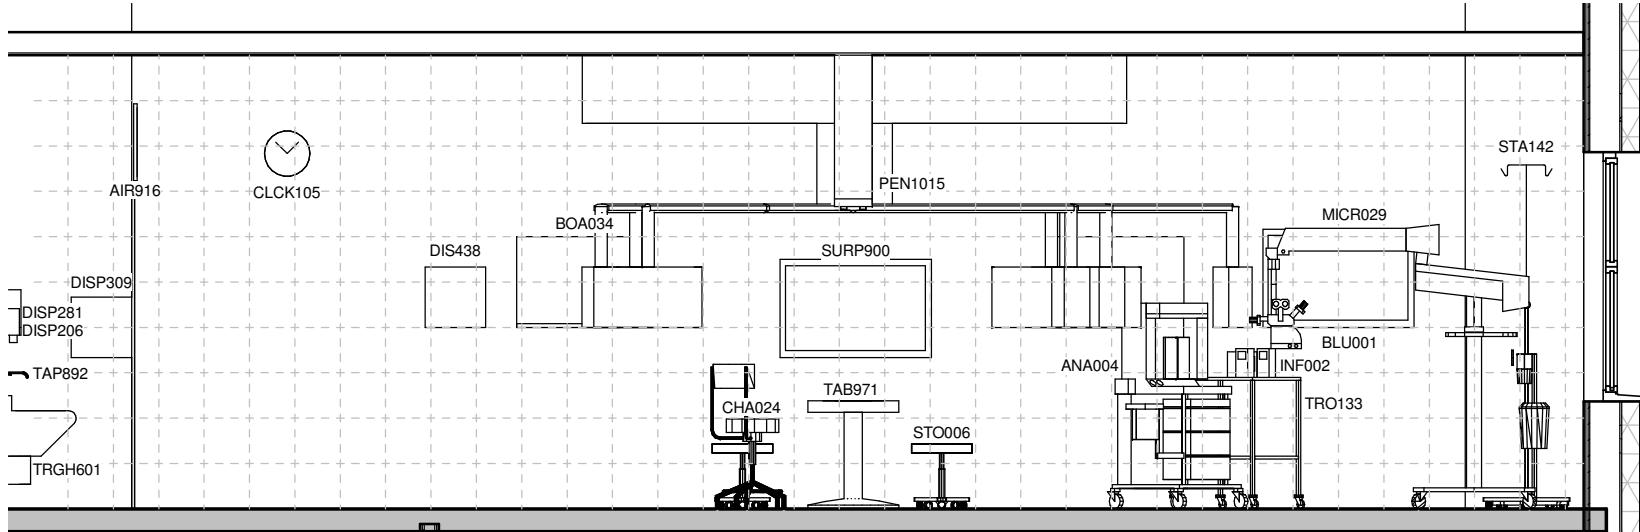 STA142
AIR916
CLCK105
PEN1015
MICR029
BOA034
DIS438
SURP900
DISP309
DISP281
DISP206
BLU001
TAP892
ANA004
INF002
TAB971
CHA024
TRO133
STO006
TRGH601